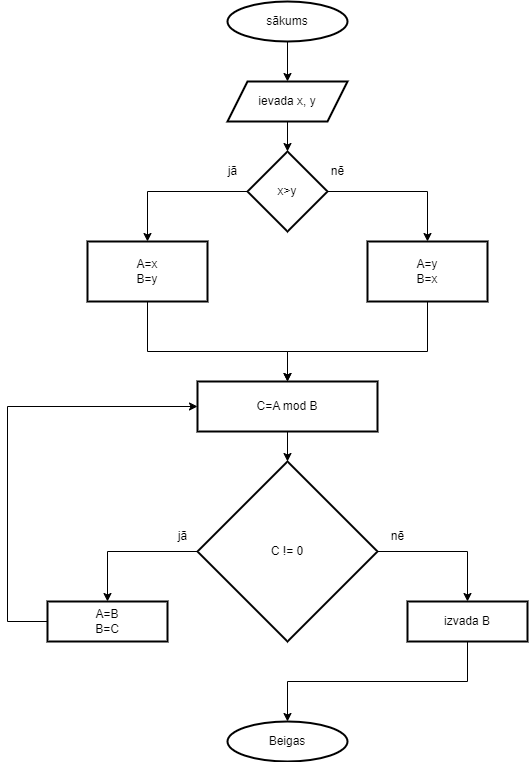 sākums
ievada x, y
jā
nē
x>y
A=x
B=y
A=y
B=x
C=A mod B
jā
nē
C != 0
A=B
B=C
izvada B
Beigas